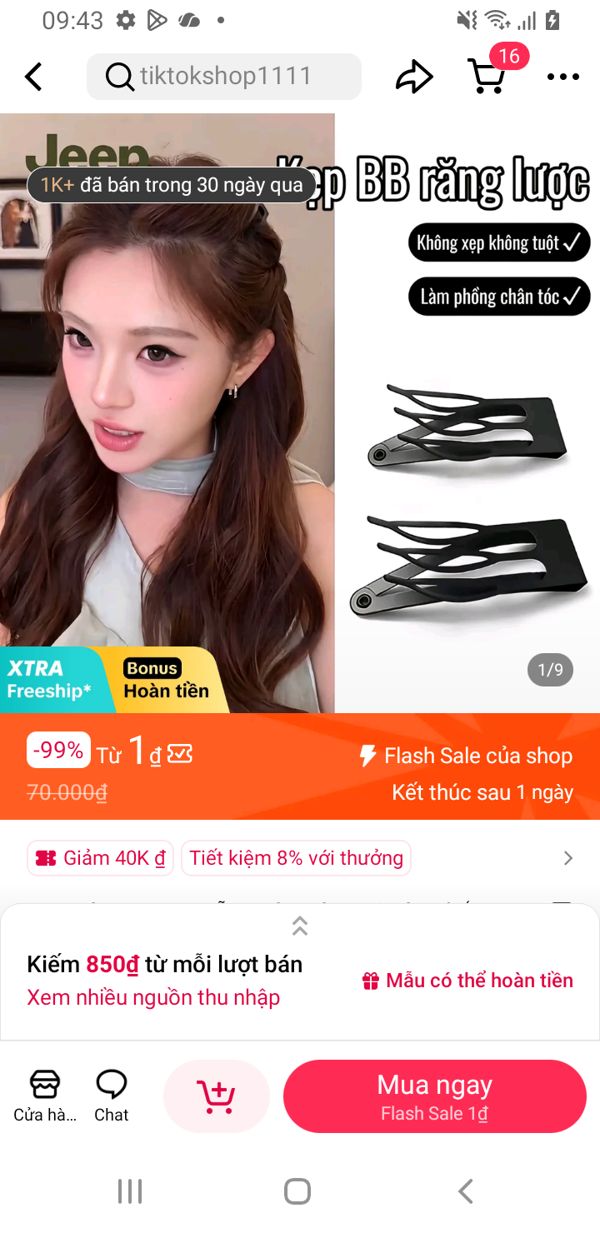 09:43
16
tiktokshop1111
Jeep
1K+ đã bán trong 30 ngày qua
Kẹp BB răng lược
Không xẹp không tuột ✓
Làm phồng chân tóc ✓
XTRA
Freeship*
Bonus
Hoàn tiền
1/9
-99% Từ 1₫
Flash Sale của shop
70.000₫
Kết thúc sau 1 ngày
Giảm 40K ₫
Tiết kiệm 8% với thưởng
Kiếm 850₫ từ mỗi lượt bán
Xem nhiều nguồn thu nhập
Mẫu có thể hoàn tiền
Cửa hà...
Chat
Mua ngay
Flash Sale 1₫